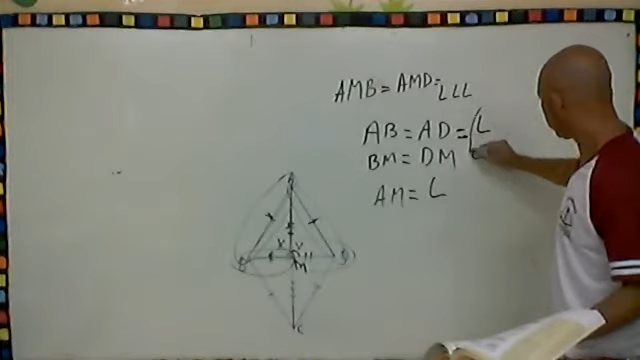 AMB = AMD = LLL
AB = AD = (L
BM = DM
AM = L
A
x
x
M
C